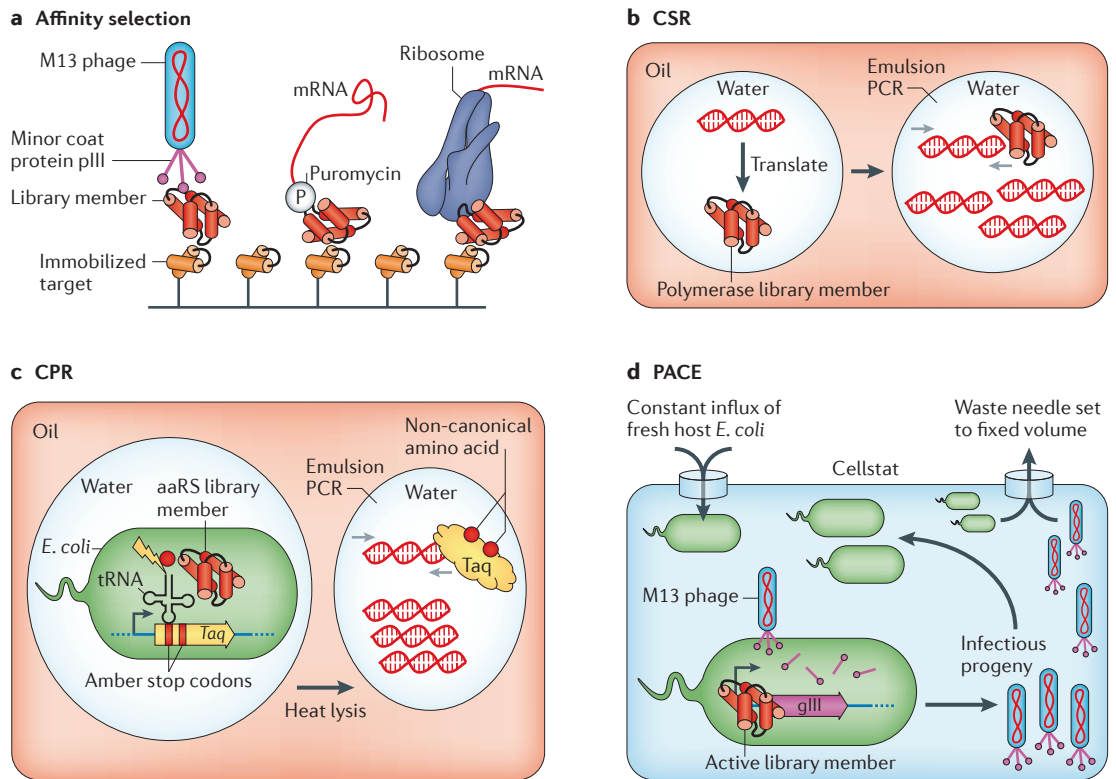 a Affinity selection
M13 phage
Minor coat
protein pIII
Library member
Immobilized
target
mRNA
Puromycin
P
Ribosome
mRNA
b CSR
Oil
Water
Translate
Polymerase library member
Emulsion
PCR
Water
c CPR
Oil
Water
aaRS library
member
E. coli
tRNA
Taq
Amber stop codons
Heat lysis
Emulsion
PCR
Non-canonical
amino acid
Water
Taq
d PACE
Constant influx of
fresh host E. coli
Waste needle set
to fixed volume
Cellstat
M13 phage
gIII
Active library member
Infectious
progeny